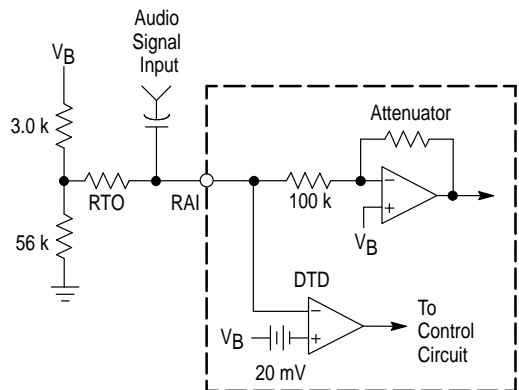 Audio
Signal
Input
VB
3.0 k
Attenuator
RTO
RAI
100 k
−
+
VB
56 k
DTD
−
+
VB
20 mV
To
Control
Circuit